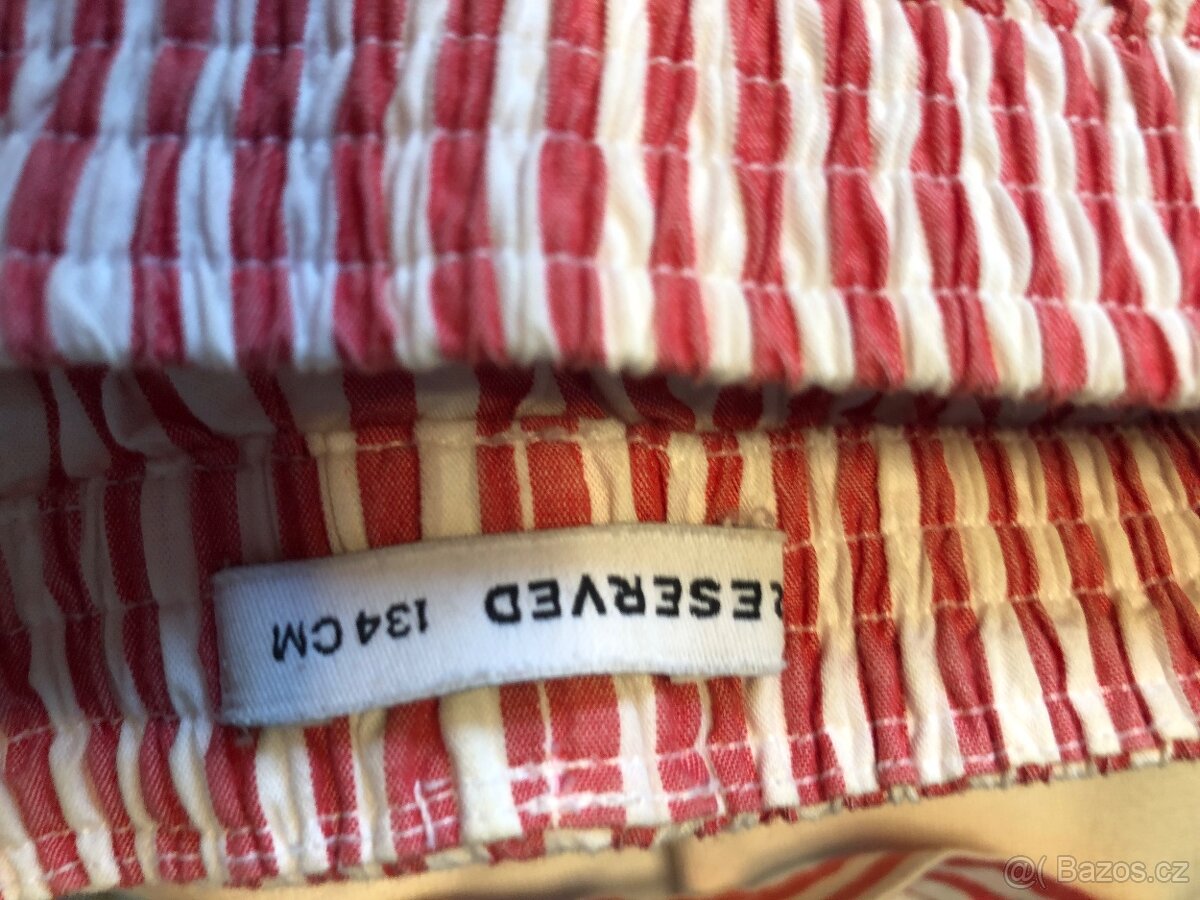 RESERVED 134 CM
@( Bazos.cz